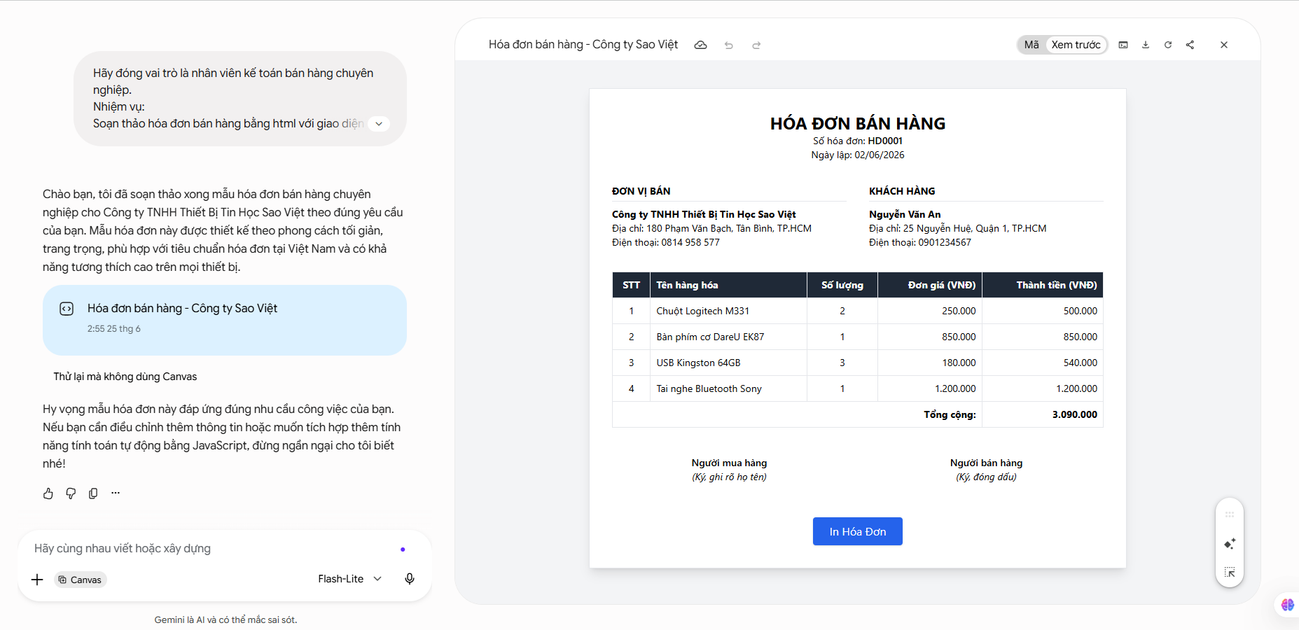 Hãy đóng vai trò là nhân viên kế toán bán hàng chuyên
nghiệp.
Nhiệm vụ:
Soạn thảo hóa đơn bán hàng bằng html với giao diện
Chào bạn, tôi đã soạn thảo xong mẫu hóa đơn bán hàng chuyên
nghiệp cho Công ty TNHH Thiết Bị Tin Học Sao Việt theo đúng yêu cầu
của bạn. Mẫu hóa đơn này được thiết kế theo phong cách tối giản,
trang trọng, phù hợp với tiêu chuẩn hóa đơn tại Việt Nam và có khả
năng tương thích cao trên mọi thiết bị.
Hóa đơn bán hàng - Công ty Sao Việt
2:55 25 thg 6
Thử lại mà không dùng Canvas
Hy vọng mẫu hóa đơn này đáp ứng đúng nhu cầu công việc của bạn.
Nếu bạn cần điều chỉnh thêm thông tin hoặc muốn tích hợp thêm tính
năng tính toán tự động bằng JavaScript, đừng ngần ngại cho tôi biết
nhé!
Hãy cùng nhau viết hoặc xây dựng
Canvas
Flash-Lite
Gemini là AI và có thể mắc sai sót.
Hóa đơn bán hàng - Công ty Sao Việt
Mã Xem trước
HÓA ĐƠN BÁN HÀNG
Số hóa đơn: HD0001
Ngày lập: 02/06/2026
ĐƠN VỊ BÁN
Công ty TNHH Thiết Bị Tin Học Sao Việt
Địa chỉ: 180 Phạm Văn Bạch, Tân Bình, TP.HCM
Điện thoại: 0814 958 577
KHÁCH HÀNG
Nguyễn Văn An
Địa chỉ: 25 Nguyễn Huệ, Quận 1, TP.HCM
Điện thoại: 0901234567
STT Tên hàng hóa Số lượng Đơn giá (VNĐ) Thành tiền (VNĐ)
1 Chuột Logitech M331 2 250.000 500.000
2 Bàn phím cơ DareU EK87 1 850.000 850.000
3 USB Kingston 64GB 3 180.000 540.000
4 Tai nghe Bluetooth Sony 1 1.200.000 1.200.000
Tổng cộng: 3.090.000
Người mua hàng
(Ký, ghi rõ họ tên)
Người bán hàng
(Ký, đóng dấu)
In Hóa Đơn